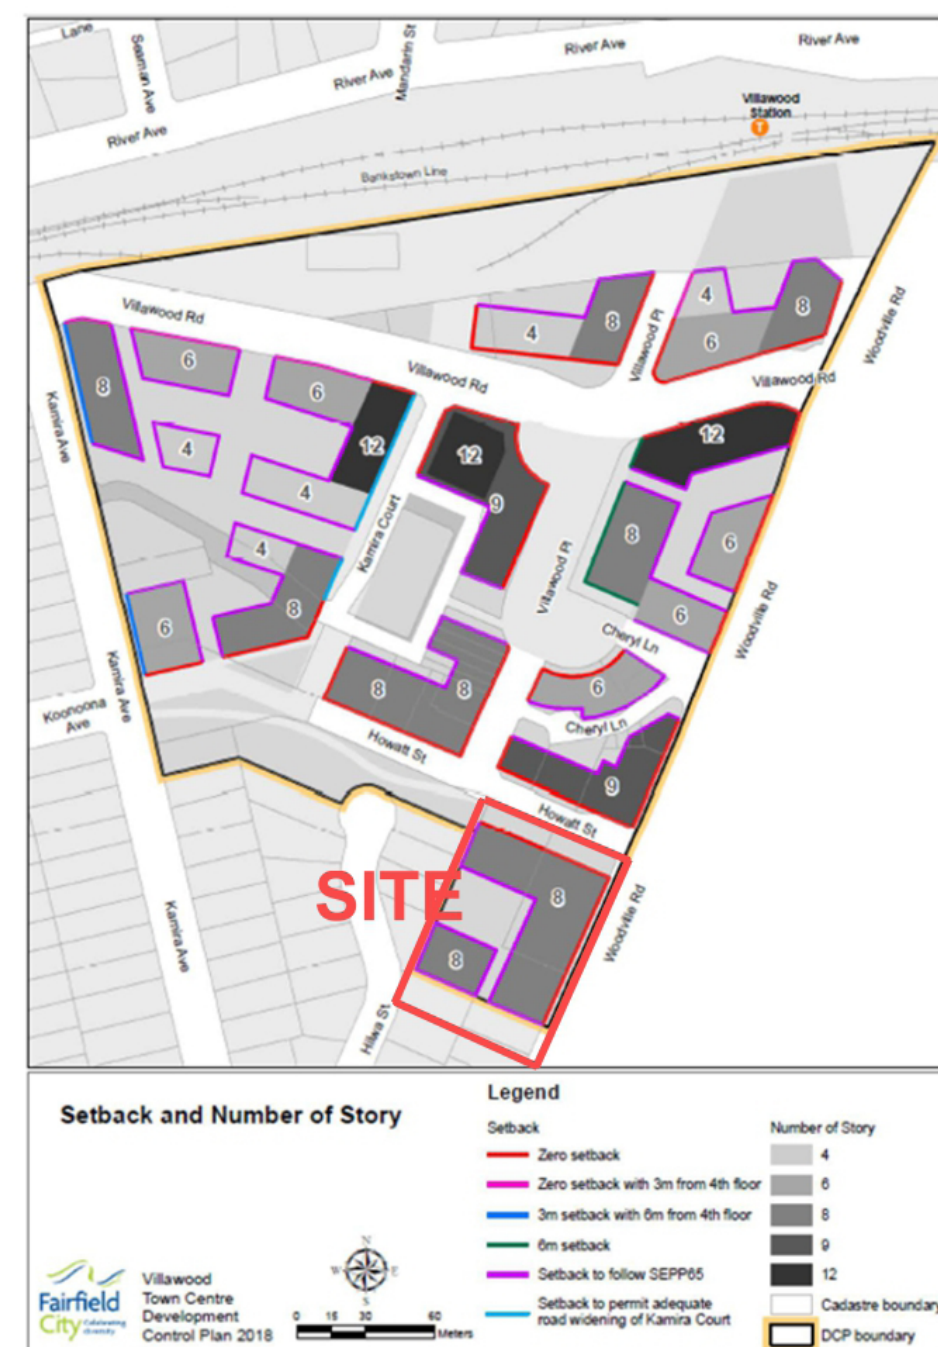 Lane
Seaman Ave
River Ave
River Ave
Mandarin St
River Ave
River Ave
Villawood
Station
T
Bankstown Line
Villawood Rd
4
8
4
6
8
Villawood Pl
Woodville Rd
Villawood Rd
Villawood Rd
8
6
6
4
12
4
Kamira Ave
12
9
12
8
6
6
Kamira Court
Villawood Pl
Woodville Rd
4
8
6
Cheryl Ln
6
Cheryl Ln
8
8
Kamira Ave
Koonoona
Ave
Howatt St
9
Howatt St
SITE
8
8
Woodville Rd
Kamira Ave
Hilwa St
Setback and Number of Story
Legend
Setback
Zero setback
Zero setback with 3m from 4th floor
3m setback with 6m from 4th floor
6m setback
Setback to follow SEPP65
Setback to permit adequate
road widening of Kamira Court
Number of Story
4
6
8
9
12
Cadastre boundary
DCP boundary
Fairfield
City Celebrating diversity
Villawood
Town Centre
Development
Control Plan 2018
N
W E
S
0 15 30 60
Meters